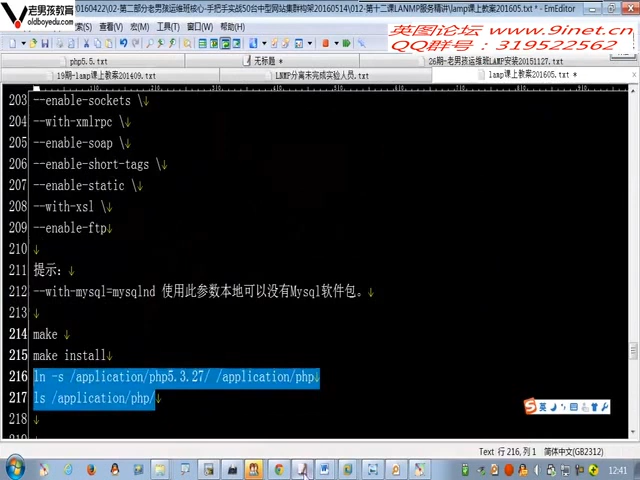 老男孩教育
oldboyedu.com
20160422\02-第二部分老男孩运维班核心-手把手实战50台中型网站集群构架20160514\012-第十二课LANMP服务精讲\lamp课上教案201605.txt * - EmEditor
www.9inet.cn
英图论坛
QQ群号：319522562
查看(V) 宏(M) 工具(T) 窗口(W) 帮助(H)
php5.5.txt
无标题 *
26期-老男孩运维班LAMP安装20151127.txt
19期-lamp课上教案201409.txt
LNMP分离未完成实验人员.txt
lamp课上教案201605.txt *
203 --enable-sockets \
204 --with-xmlrpc \
205 --enable-soap \
206 --enable-short-tags \
207 --enable-static \
208 --with-xsl \
209 --enable-ftp
210
211 提示：
212 --with-mysql=mysqlnd 使用此参数本地可以没有Mysql软件包。
213
214 make
215 make install
216 ln -s /application/php5.3.27/ /application/php
217 ls /application/php/
218
英
Text 行 216, 列 1 简体中文(GB2312)
12:41